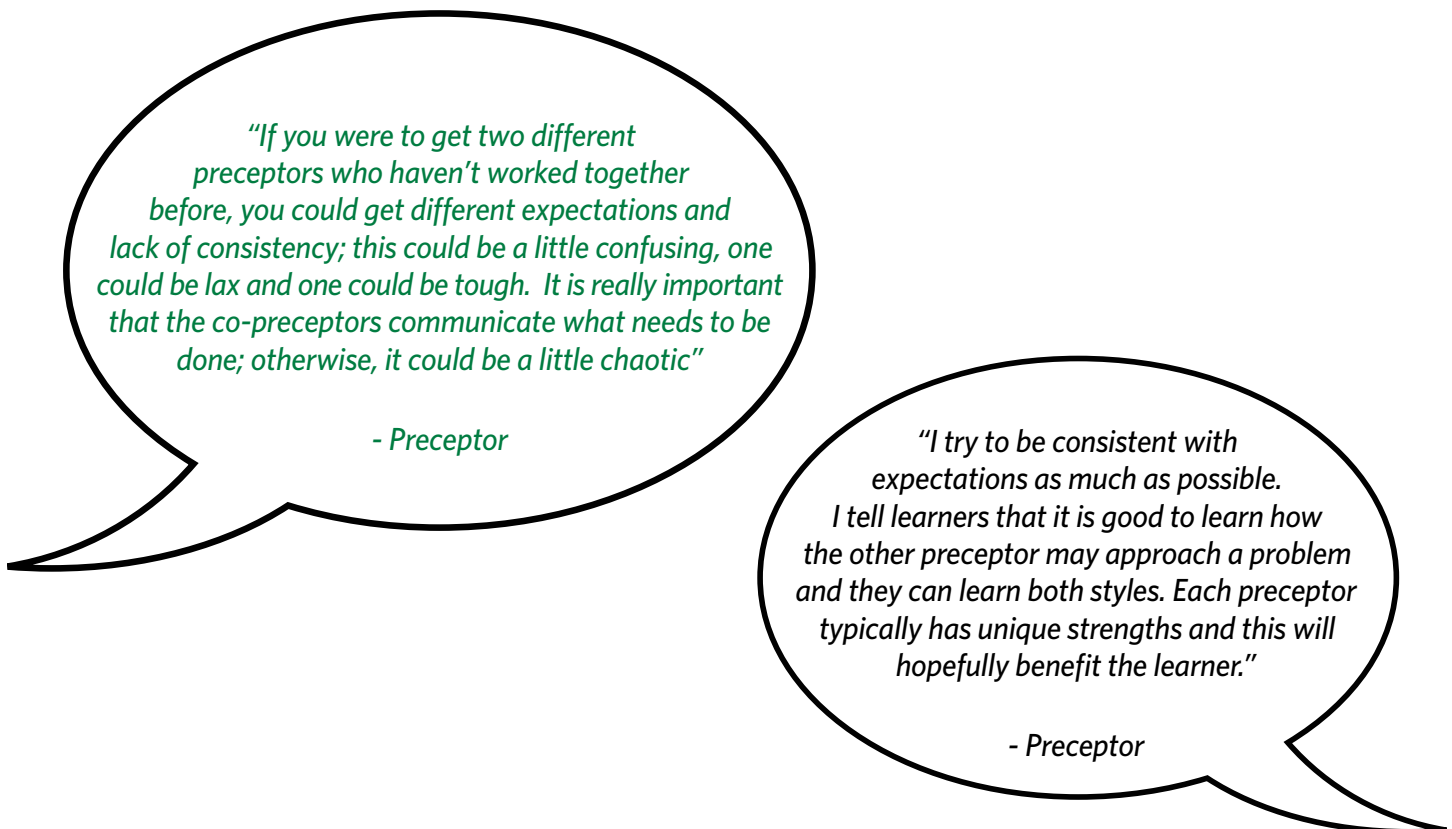 “If you were to get two different
preceptors who haven’t worked together
before, you could get different expectations and
lack of consistency; this could be a little confusing, one
could be lax and one could be tough.  It is really important
that the co-preceptors communicate what needs to be
done; otherwise, it could be a little chaotic”
- Preceptor
“I try to be consistent with
expectations as much as possible.
I tell learners that it is good to learn how
the other preceptor may approach a problem
and they can learn both styles. Each preceptor
typically has unique strengths and this will
hopefully benefit the learner.”
- Preceptor